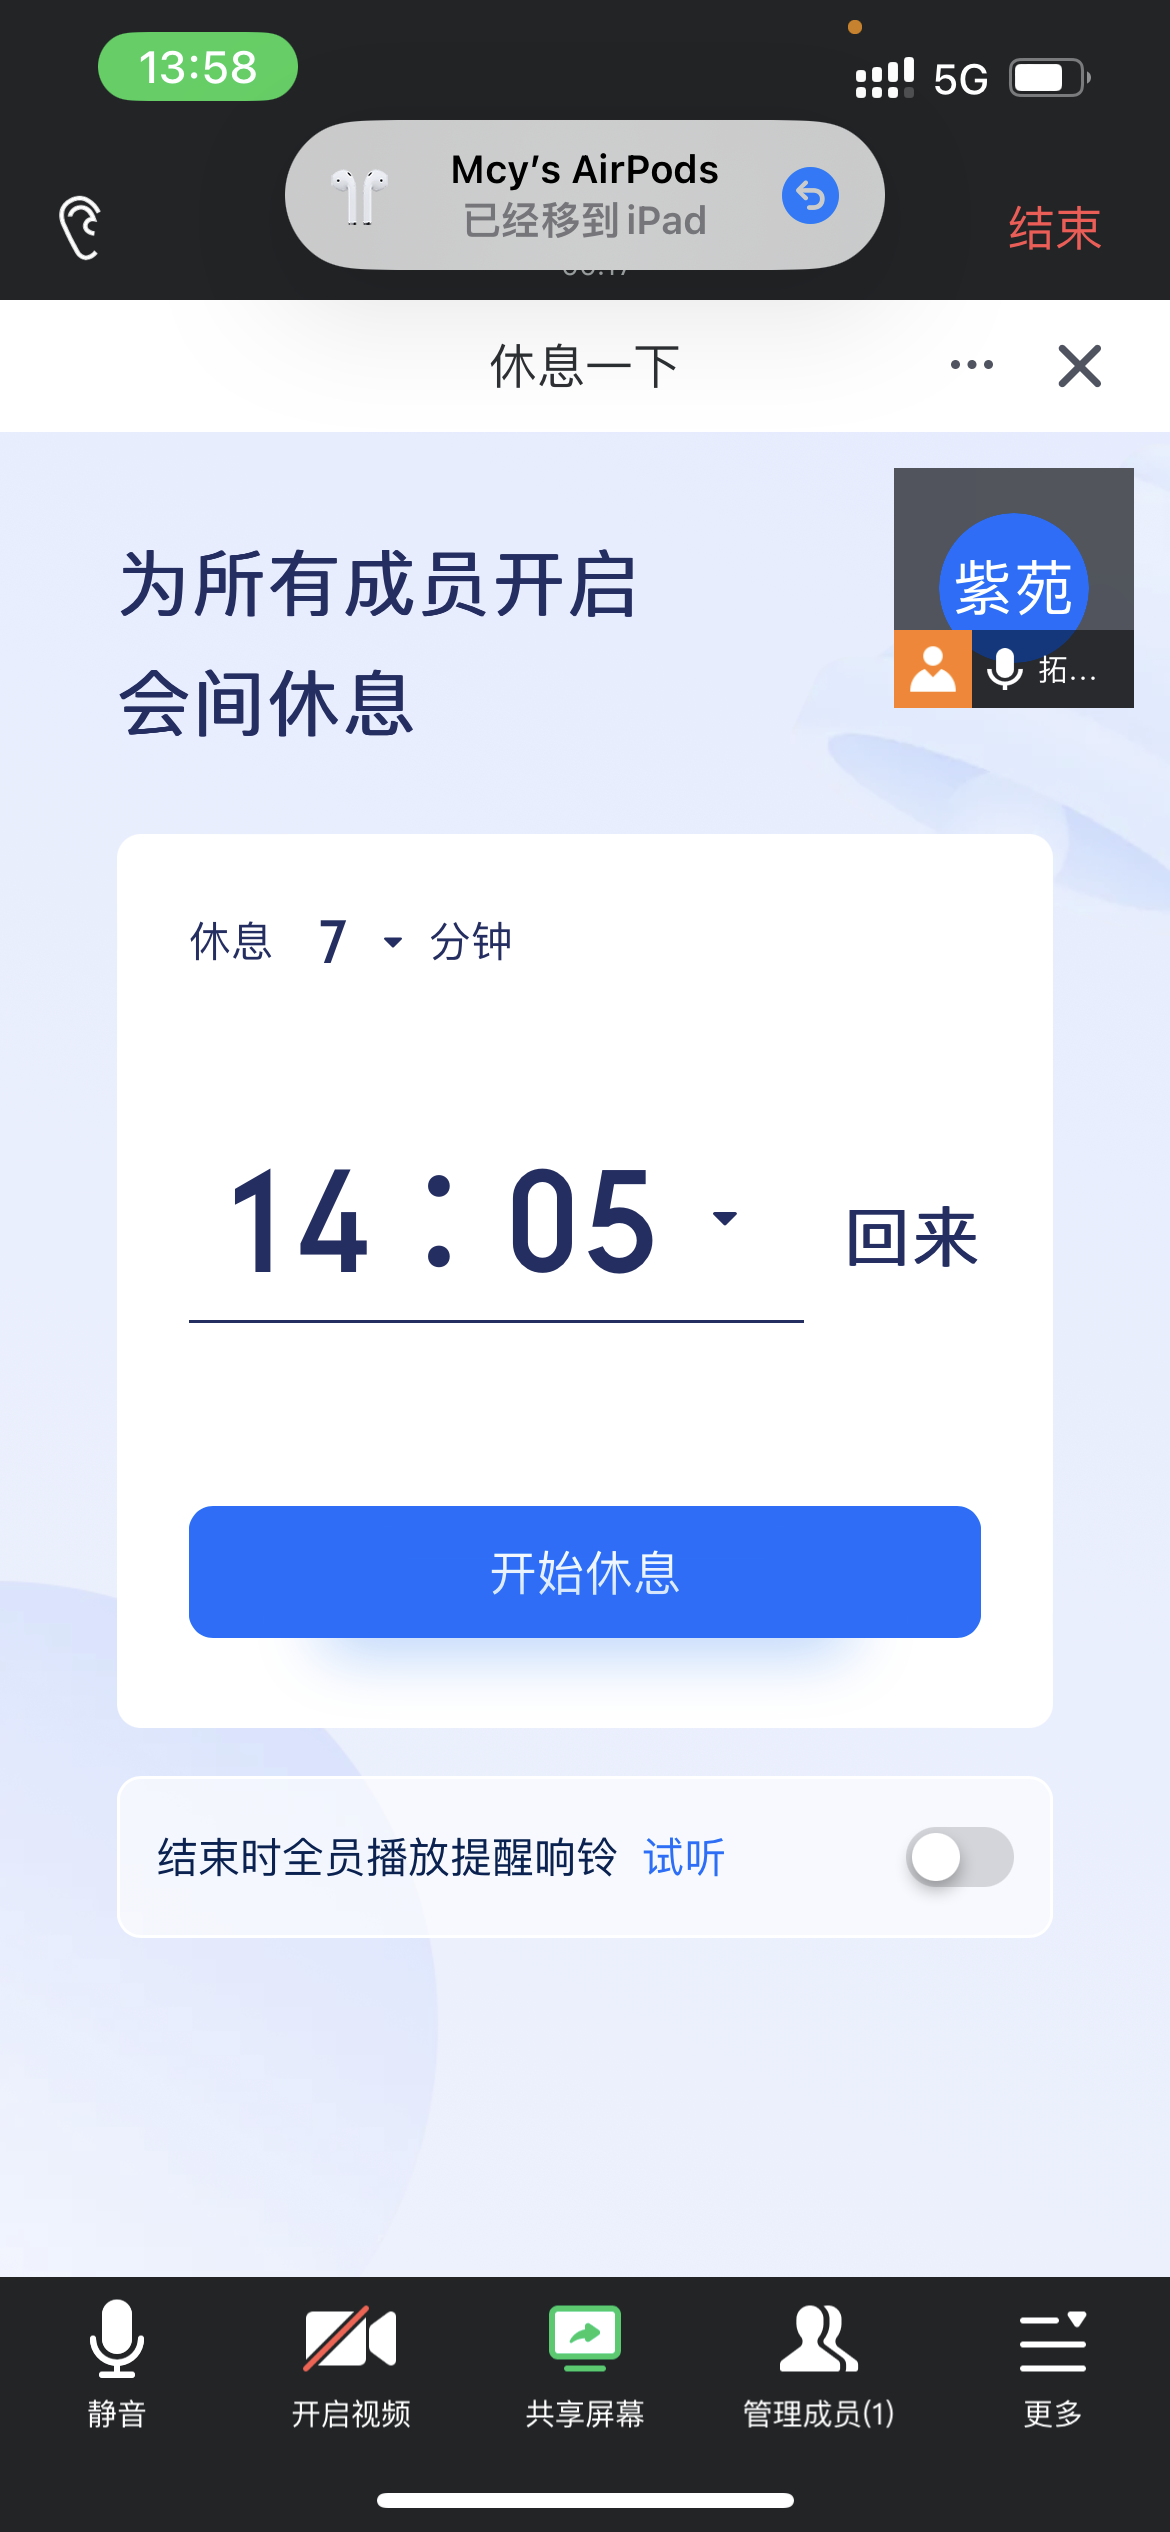 13:58
5G
Mcy's AirPods
已经移到 iPad
结束
休息一下
为所有成员开启
会间休息
紫苑
拓...
休息 7 分钟
14 : 05 回来
开始休息
结束时全员播放提醒响铃 试听
静音
开启视频
共享屏幕
管理成员(1)
更多